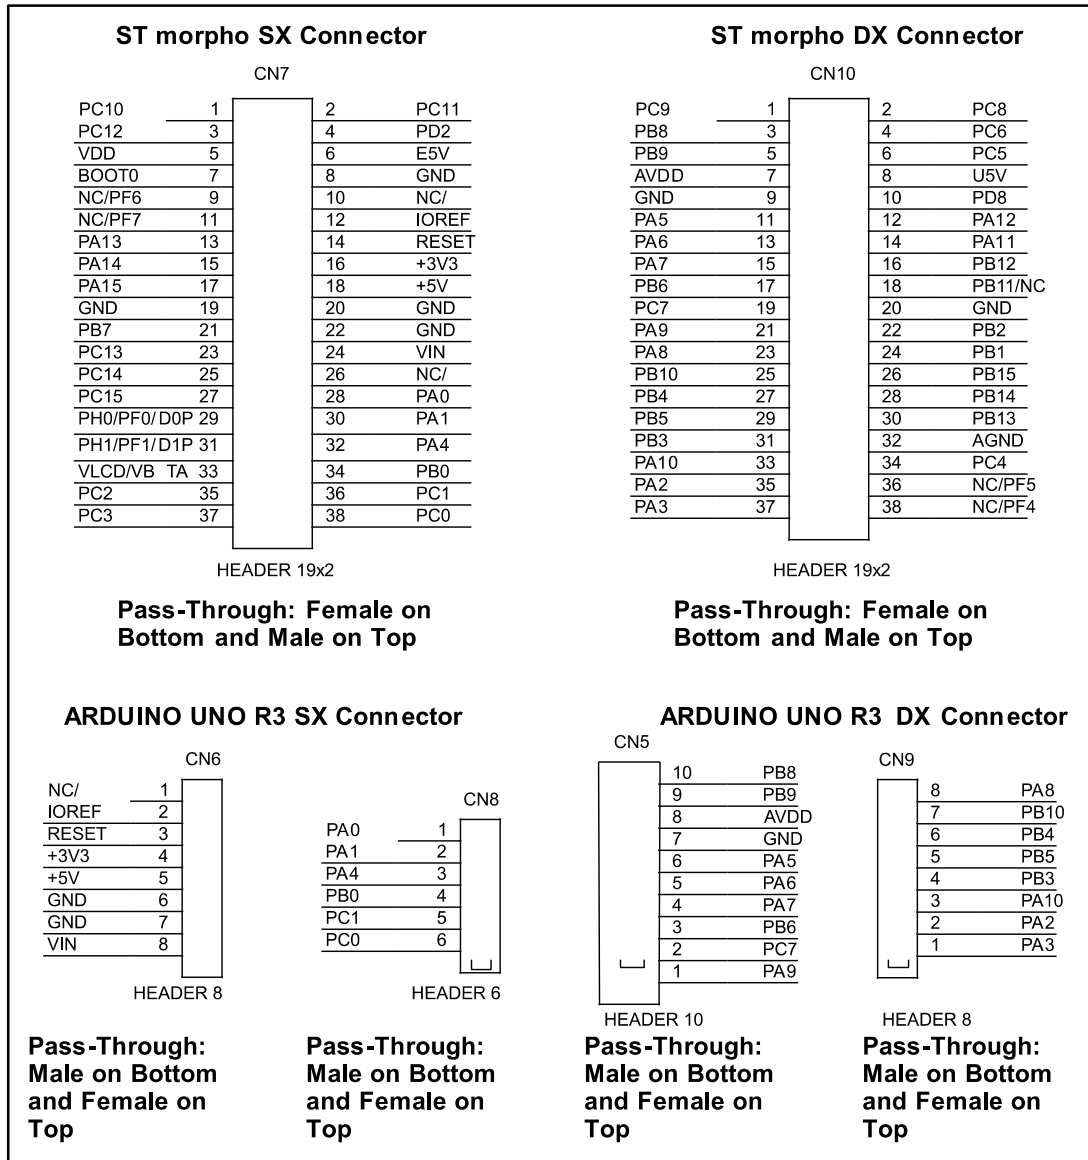 ST morpho SX Connector
CN7
PC10 1 2 PC11
PC12 3 4 PD2
VDD 5 6 E5V
BOOT0 7 8 GND
NC/PF6 9 10 NC/
NC/PF7 11 12 IOREF
PA13 13 14 RESET
PA14 15 16 +3V3
PA15 17 18 +5V
GND 19 20 GND
PB7 21 22 GND
PC13 23 24 VIN
PC14 25 26 NC/
PC15 27 28 PA0
PH0/PF0/D0P 29 30 PA1
PH1/PF1/D1P 31 32 PA4
VLCD/VB TA 33 34 PB0
PC2 35 36 PC1
PC3 37 38 PC0
HEADER 19x2
Pass-Through: Female on
Bottom and Male on Top
ST morpho DX Connector
CN10
PC9 1 2 PC8
PB8 3 4 PC6
PB9 5 6 PC5
AVDD 7 8 U5V
GND 9 10 PD8
PA5 11 12 PA12
PA6 13 14 PA11
PA7 15 16 PB12
PB6 17 18 PB11/NC
PC7 19 20 GND
PA9 21 22 PB2
PA8 23 24 PB1
PB10 25 26 PB15
PB4 27 28 PB14
PB5 29 30 PB13
PB3 31 32 AGND
PA10 33 34 PC4
PA2 35 36 NC/PF5
PA3 37 38 NC/PF4
HEADER 19x2
Pass-Through: Female on
Bottom and Male on Top
ARDUINO UNO R3 SX Connector
CN6
NC/ 1
IOREF 2
RESET 3
+3V3 4
+5V 5
GND 6
GND 7
VIN 8
HEADER 8
Pass-Through:
Male on Bottom
and Female on
Top
CN8
PA0 1
PA1 2
PA4 3
PB0 4
PC1 5
PC0 6
HEADER 6
Pass-Through:
Male on Bottom
and Female on
Top
ARDUINO UNO R3 DX Connector
CN5
10 PB8
9 PB9
8 AVDD
7 GND
6 PA5
5 PA6
4 PA7
3 PB6
2 PC7
1 PA9
HEADER 10
Pass-Through:
Male on Bottom
and Female on
Top
CN9
8 PA8
7 PB10
6 PB4
5 PB5
4 PB3
3 PA10
2 PA2
1 PA3
HEADER 8
Pass-Through:
Male on Bottom
and Female on
Top